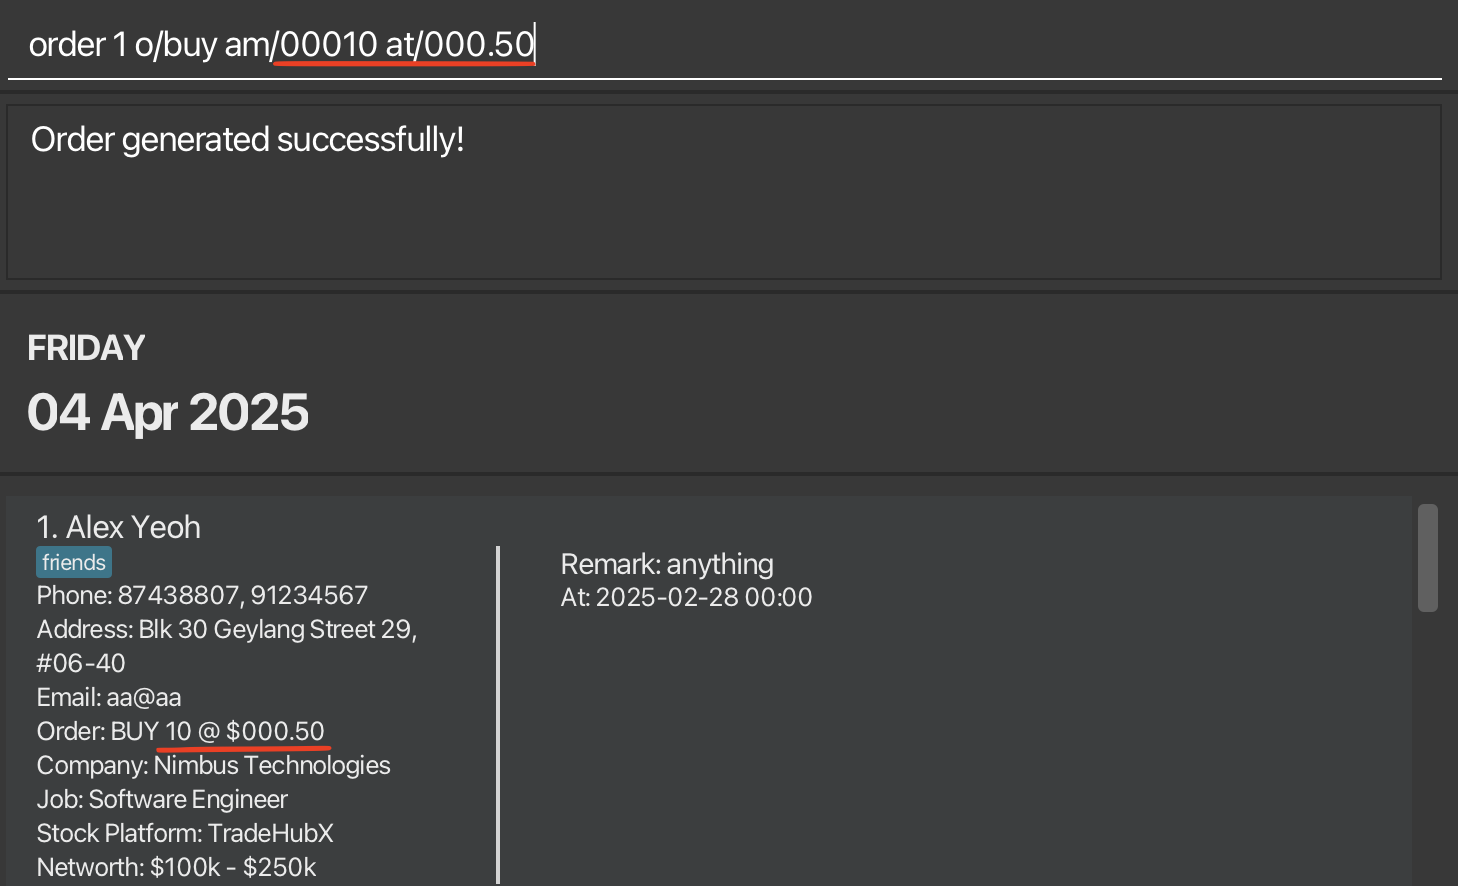 order 1 o/buy am/00010 at/000.50
Order generated successfully!
FRIDAY
04 Apr 2025
1. Alex Yeoh
friends
Phone: 87438807, 91234567
Address: Blk 30 Geylang Street 29,
#06-40
Email: aa@aa
Order: BUY 10 @ $000.50
Company: Nimbus Technologies
Job: Software Engineer
Stock Platform: TradeHubX
Networth: $100k - $250k
Remark: anything
At: 2025-02-28 00:00